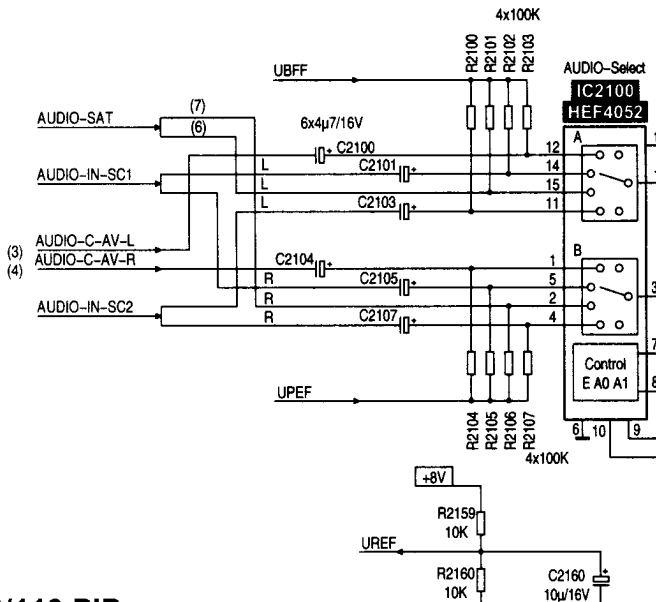 4x100K
R2100
R2101
R2102
R2103
UBFF
AUDIO-Select
IC2100
HEF4052
AUDIO-SAT
(7)
(6)
6x4µ7/16V
A
C2100
12
L
C2101
14
AUDIO-IN-SC1
L
15
L
C2103
11
(3) AUDIO-C-AV-L
(4) AUDIO-C-AV-R
C2104
1
B
R
C2105
5
R
2
3
AUDIO-IN-SC2
R
C2107
4
7
Control
E A0 A1
8
UPEF
R2104
R2105
R2106
R2107
6
10
9
4x100K
+8V
R2159
10K
UREF
R2160
10K
C2160
10µ/16V